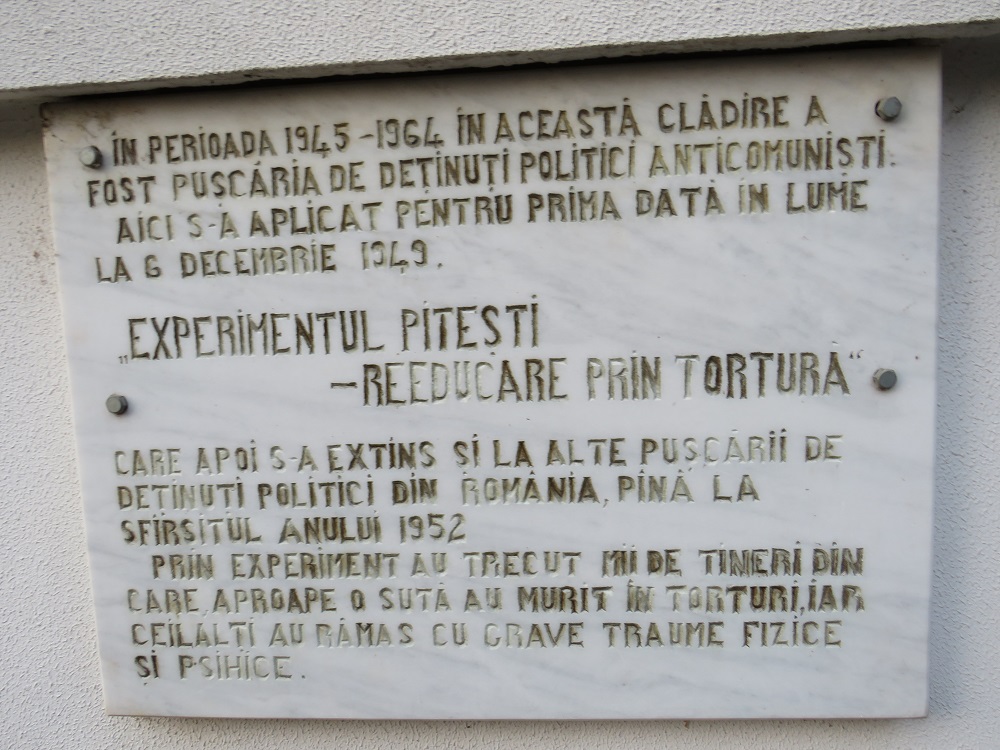 ÎN PERIOADA 1945-1964 ÎN ACEASTĂ CLĂDIRE A
FOST PUȘCĂRIA DE DEȚINUȚI POLITICI ANTICOMUNIȘTI.
AICI S-A APLICAT PENTRU PRIMA DATĂ ÎN LUME
LA 6 DECEMBRIE 1949.
„EXPERIMENTUL PITEȘTI
-REEDUCARE PRIN TORTURĂ“
CARE APOI S-A EXTINS ȘI LA ALTE PUȘCĂRII DE
DEȚINUȚI POLITICI DIN ROMÂNIA, PÎNĂ LA
SFÎRȘITUL ANULUI 1952
PRIN EXPERIMENT AU TRECUT MII DE TINERI DIN
CARE, APROAPE O SUTĂ AU MURIT ÎN TORTURI, IAR
CEILALȚI AU RĂMAS CU GRAVE TRAUME FIZICE
ȘI PSIHICE.